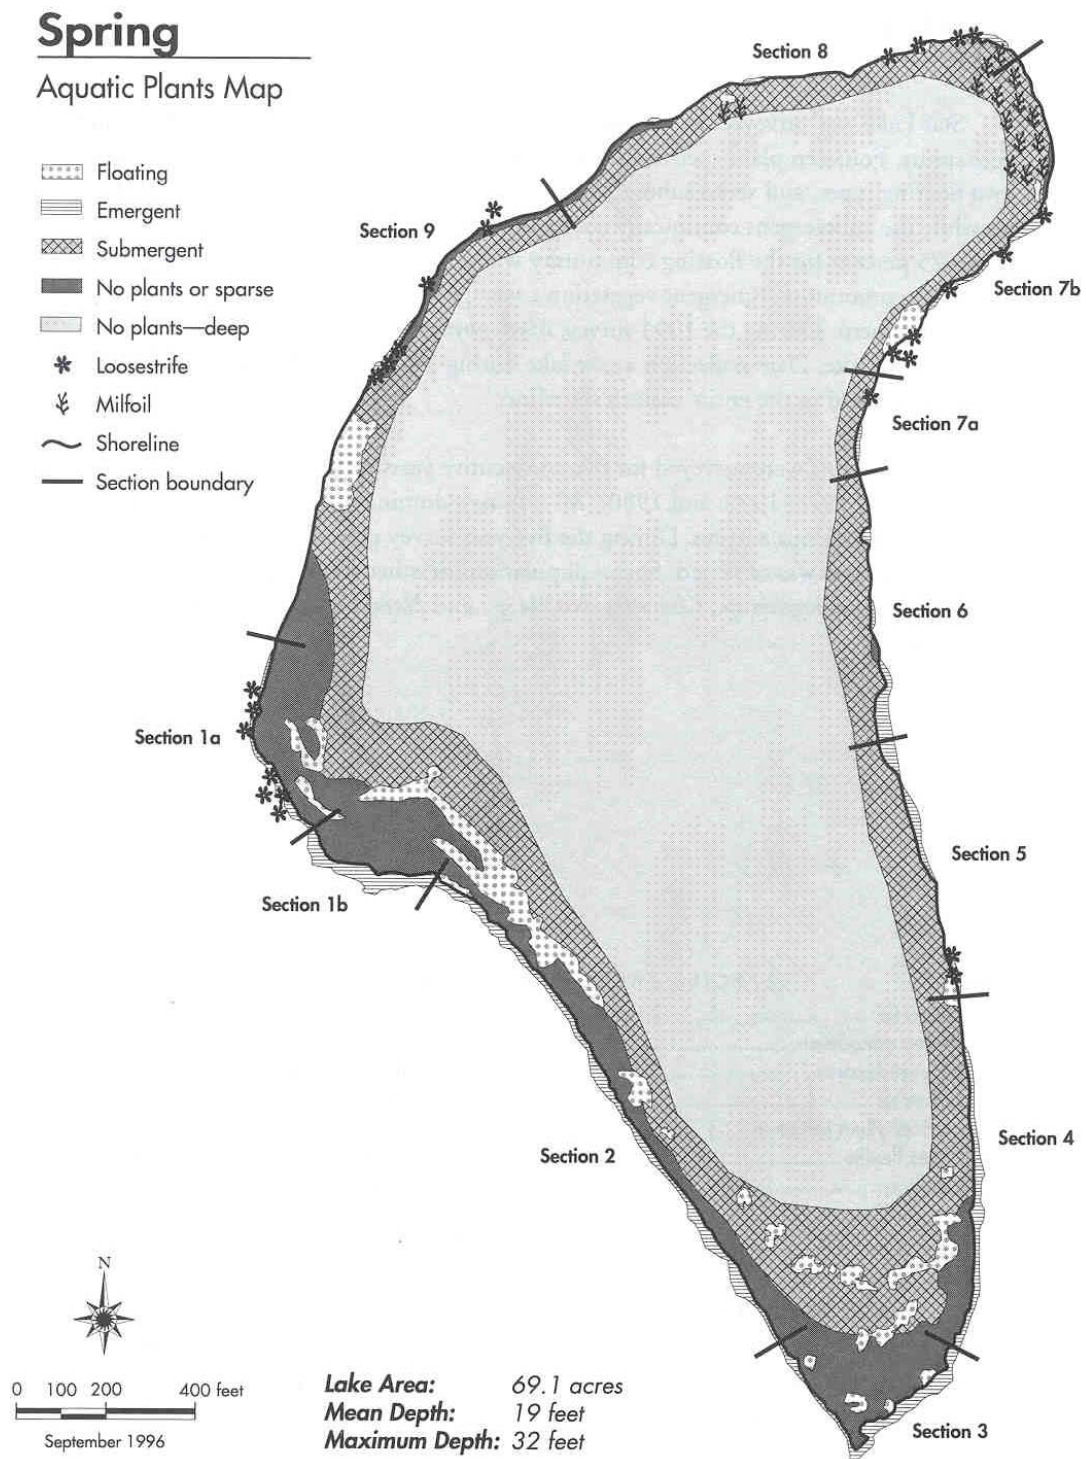 Spring
Aquatic Plants Map
Floating
Emergent
Submergent
No plants or sparse
No plants—deep
Loosestrife
Milfoil
Shoreline
Section boundary
Section 8
Section 9
Section 7b
Section 7a
Section 6
Section 1a
Section 5
Section 1b
Section 4
Section 2
Section 3
N
0 100 200 400 feet
September 1996
Lake Area: 69.1 acres
Mean Depth: 19 feet
Maximum Depth: 32 feet